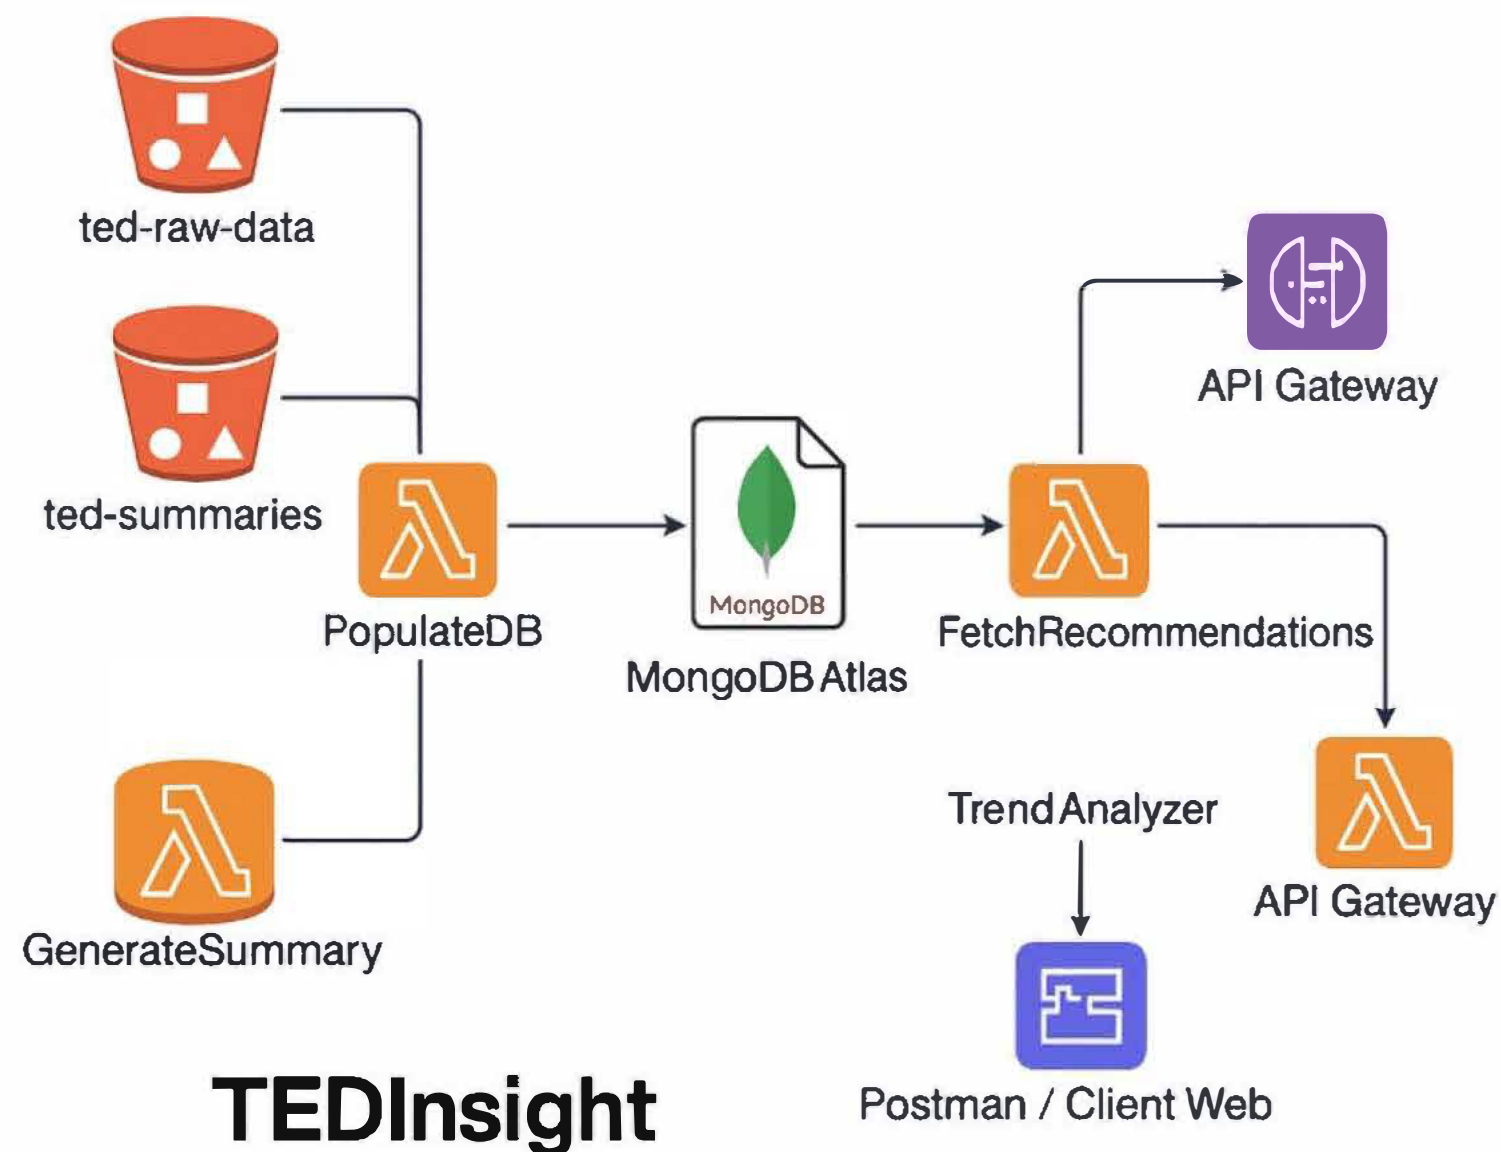 ted-raw-data
API Gateway
ted-summaries
MongoDB
PopulateDB
MongoDB Atlas
FetchRecommendations
Trend Analyzer
API Gateway
GenerateSummary
Postman / Client Web
TEDInsight